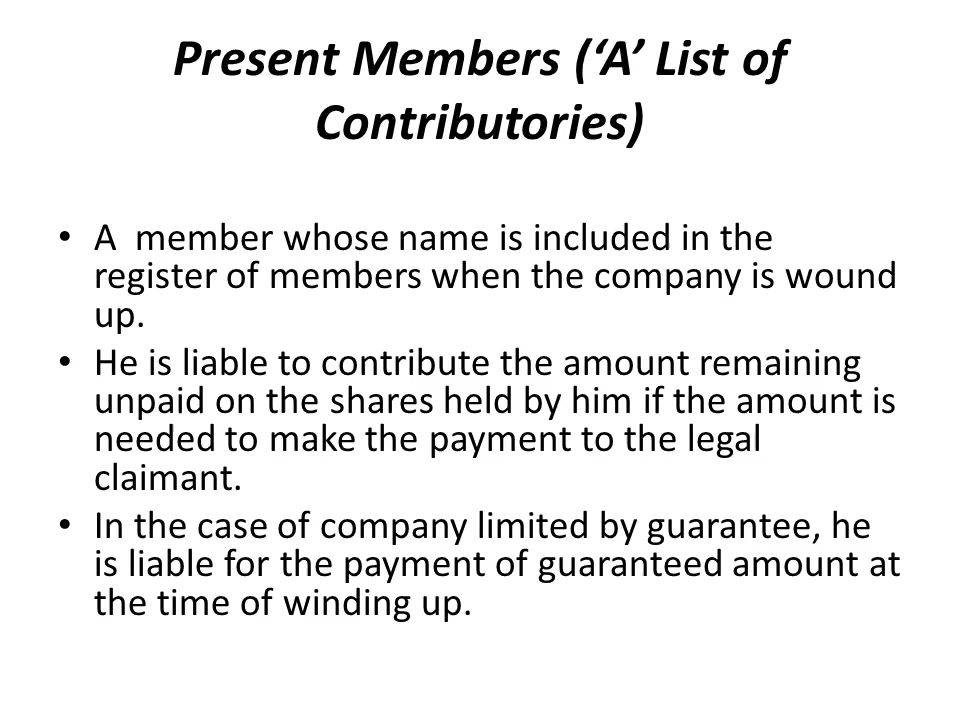 Present Members (‘A’ List of
Contributories)
• A  member whose name is included in the
register of members when the company is wound
up.
• He is liable to contribute the amount remaining
unpaid on the shares held by him if the amount is
needed to make the payment to the legal
claimant.
• In the case of company limited by guarantee, he
is liable for the payment of guaranteed amount at
the time of winding up.